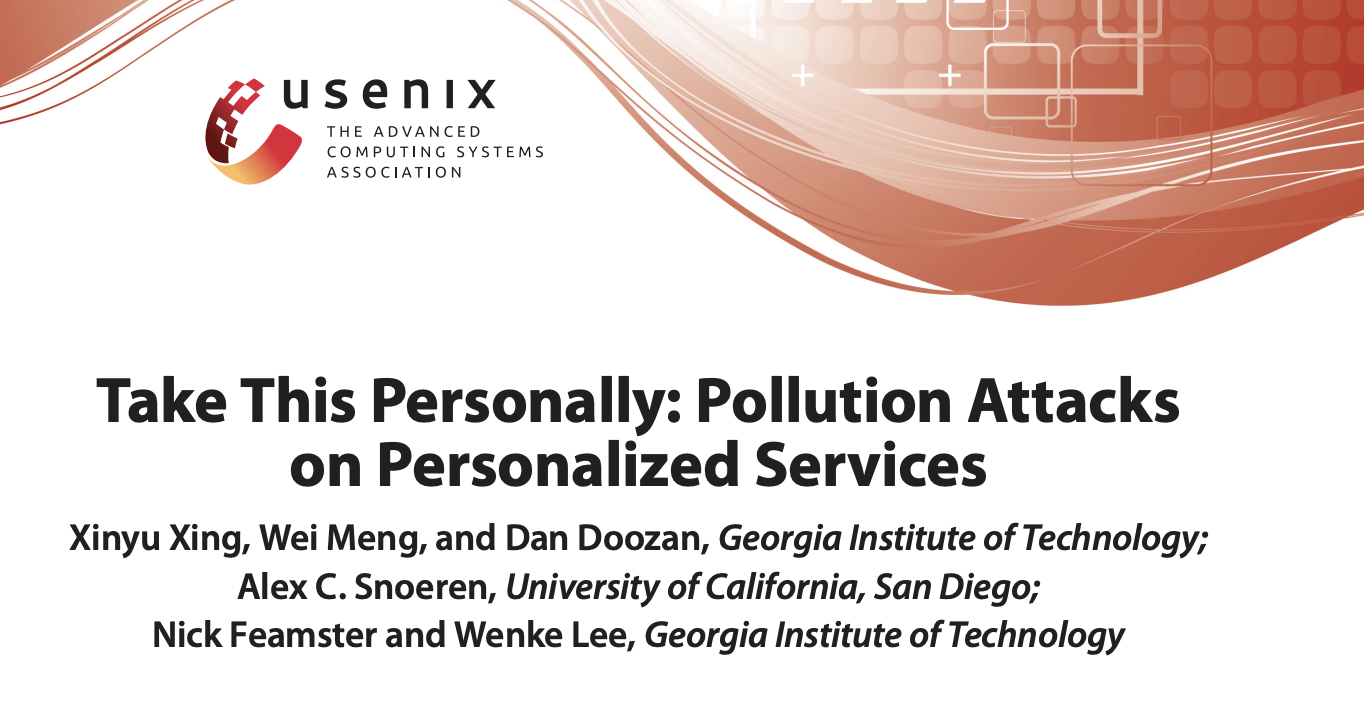 usenix
THE ADVANCED
COMPUTING SYSTEMS
ASSOCIATION
Take This Personally: Pollution Attacks
on Personalized Services
Xinyu Xing, Wei Meng, and Dan Doozan, Georgia Institute of Technology;
Alex C. Snoeren, University of California, San Diego;
Nick Feamster and Wenke Lee, Georgia Institute of Technology